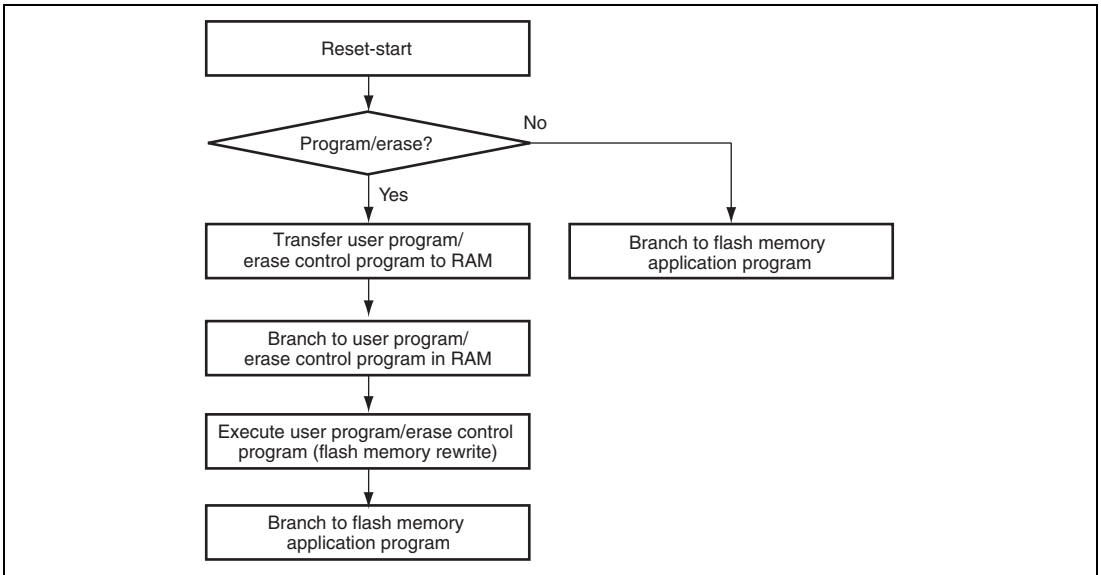 Reset-start
Program/erase?
No
Yes
Transfer user program/
erase control program to RAM
Branch to flash memory
application program
Branch to user program/
erase control program in RAM
Execute user program/erase control
program (flash memory rewrite)
Branch to flash memory
application program